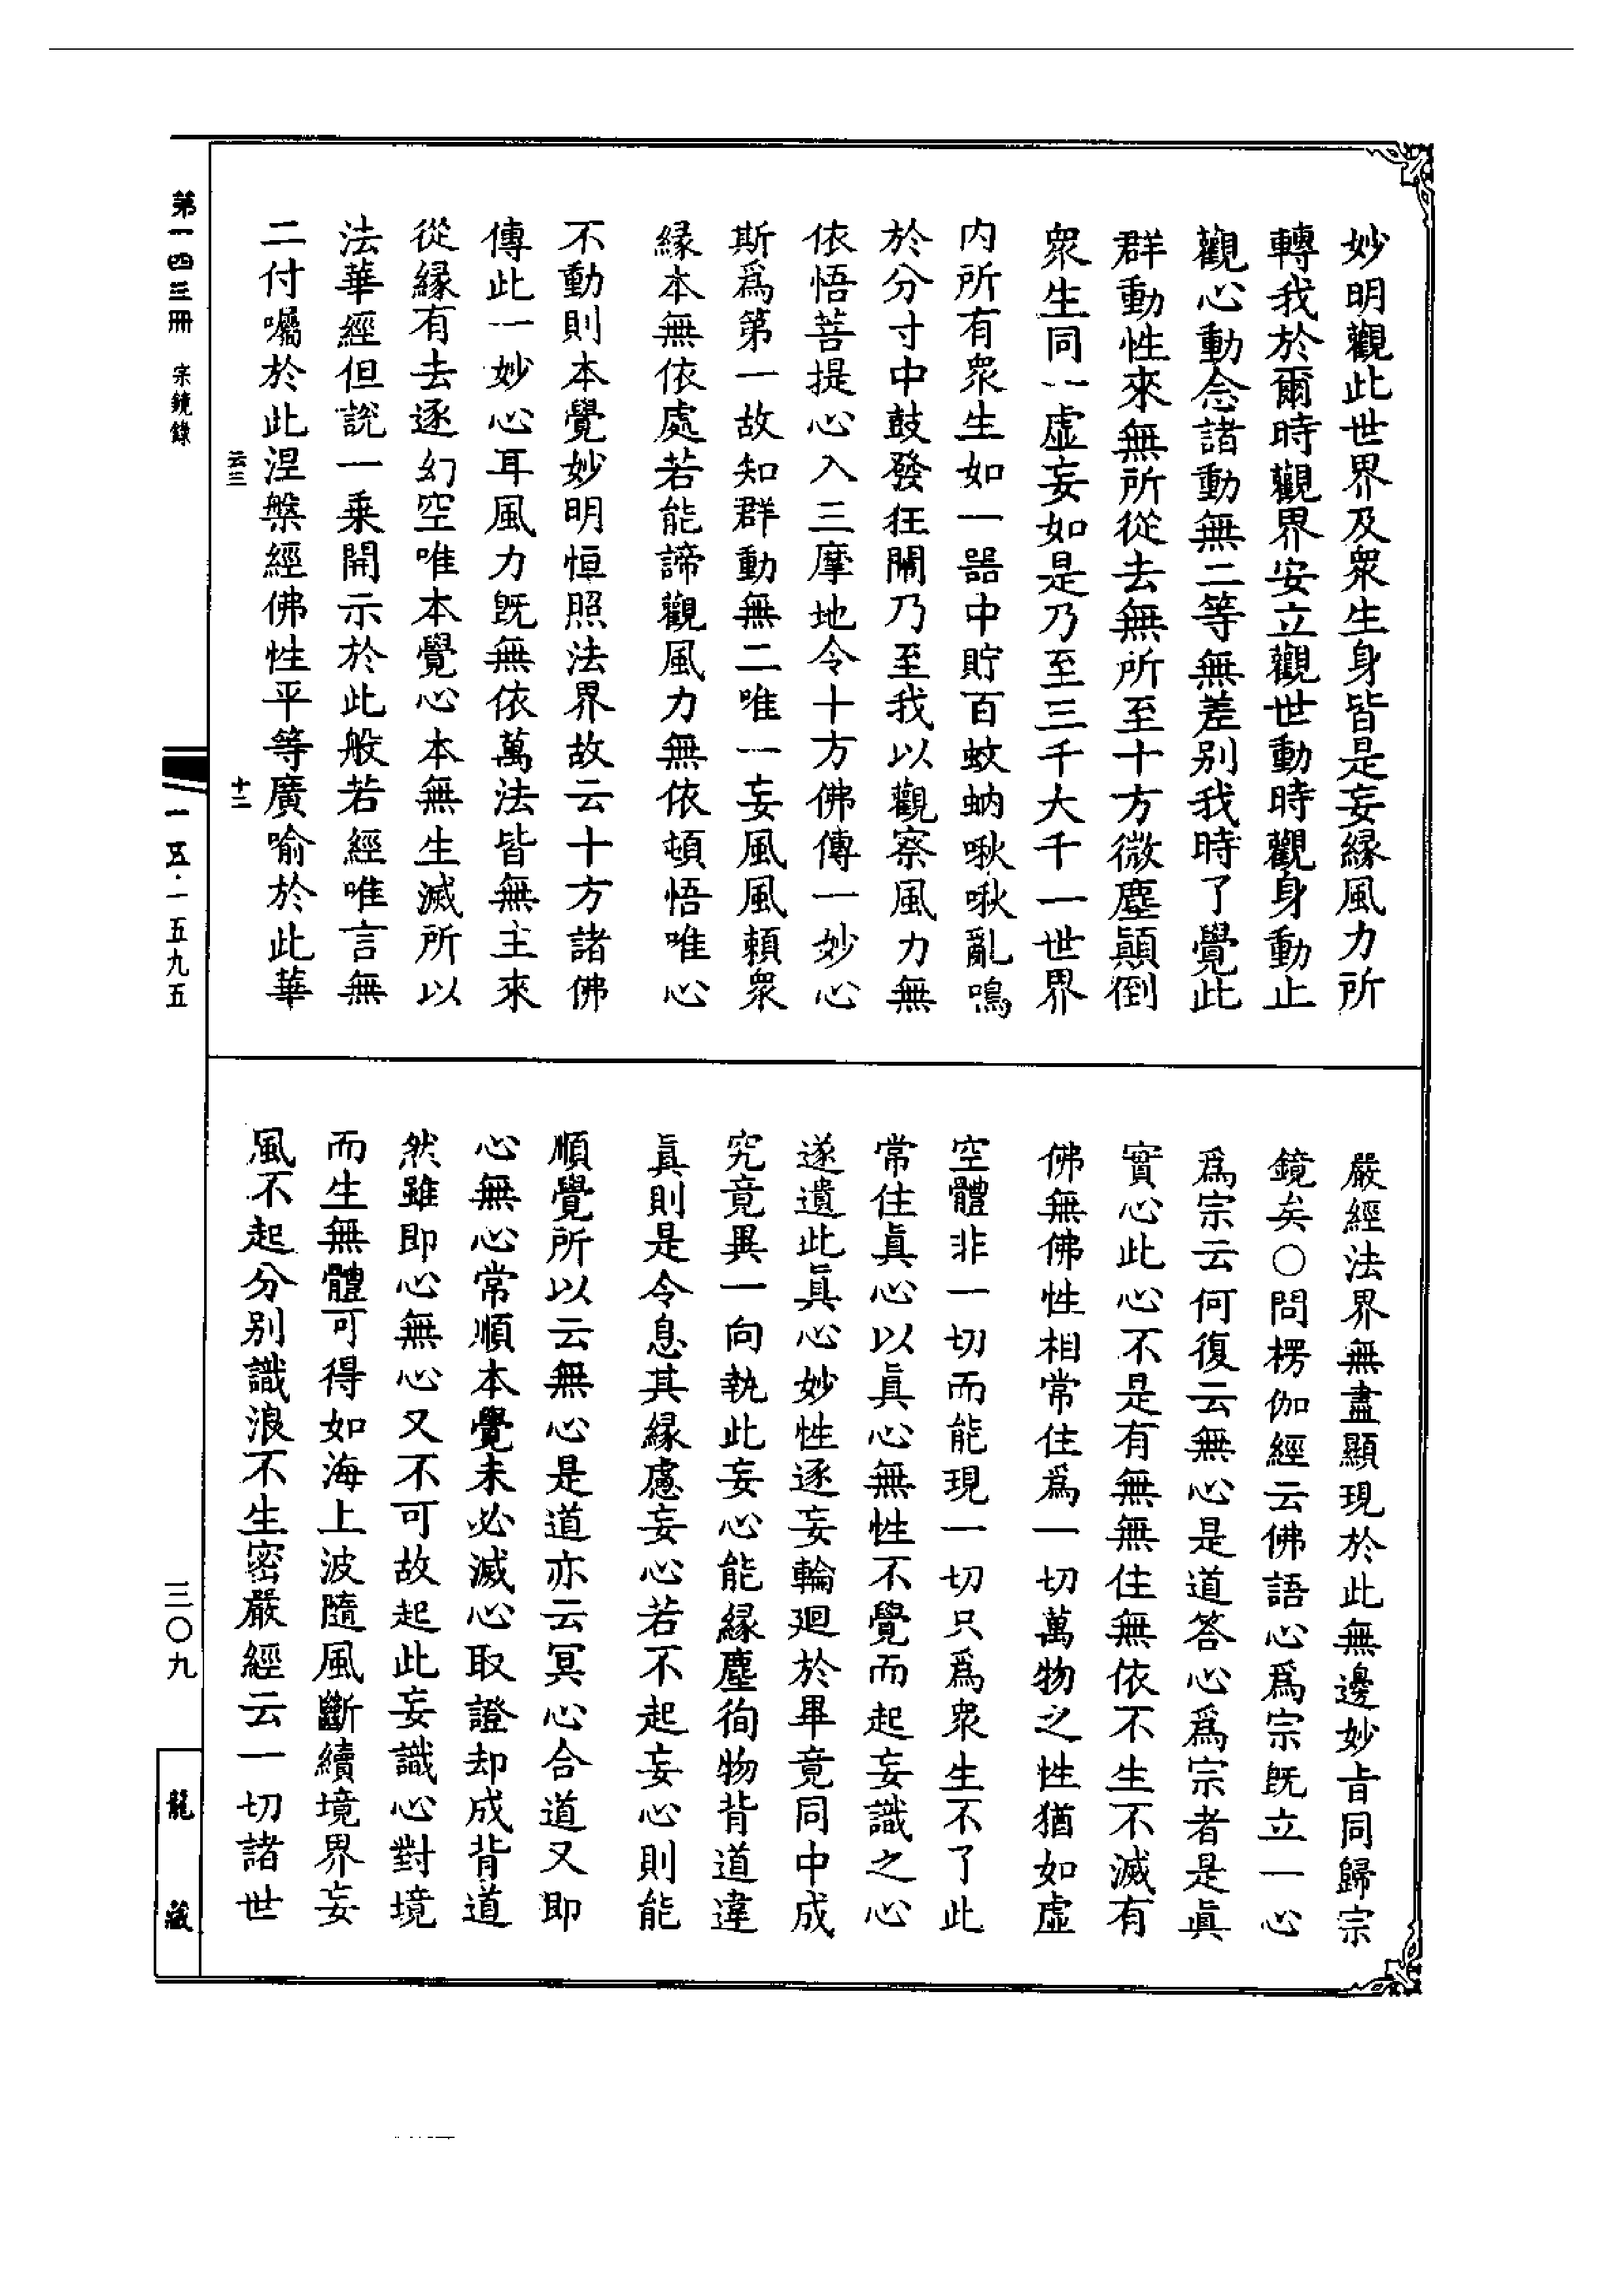 妙明觀此世界及衆生身皆是妄縁風力所
轉我於爾時觀界安立觀世動時觀身動止
觀心動念諸動無二等無差别我時了覺此
群動性來無所從去無所至十方微塵顚倒
衆生同一虛妄如是乃至三千大千一世界
内所有衆生如一噐中貯百蚊蚋啾啾亂鳴
於分寸中鼓發狂鬧乃至我以觀察風力無
依悟菩提心入三摩地令十方佛傳一妙心
斯爲第一故知群動無二唯一妄風風頼衆
縁本無依處若能諦觀風力無依頓悟唯心
不動則本覺妙明恒照法界故云十方諸佛
傳此一妙心耳風力旣無依萬法皆無主來
從縁有去逐幻空唯本覺心本無生滅所以
法華經但説一乗開示於此般若經唯言無
二付囑於此涅槃經佛性平等廣喻於此華
云三
十二
嚴經法界無盡顯現於此無邊妙旨同歸宗
鏡矣○問楞伽經云佛語心爲宗旣立一心
爲宗云何復云無心是道答心爲宗者是眞
實心此心不是有無無住無依不生不滅有
佛無佛性相常住爲一切萬物之性猶如虛
空體非一切而能現一切只爲衆生不了此
常住眞心以眞心無性不覺而起妄識之心
遂遺此眞心妙性逐妄輪廻於畢竟同中成
究竟異一向執此妄心能縁塵徇物背道違
眞則是令息其縁慮妄心若不起妄心則能
順覺所以云無心是道亦云冥心合道又即
心無心常順本覺未必滅心取證却成背道
然雖即心無心又不可故起此妄識心對境
而生無體可得如海上波隨風斷續境界妄
風不起分别識浪不生密嚴經云一切諸世
第一四三冊 宗鏡錄
一五·一五九五
三〇九
龍藏